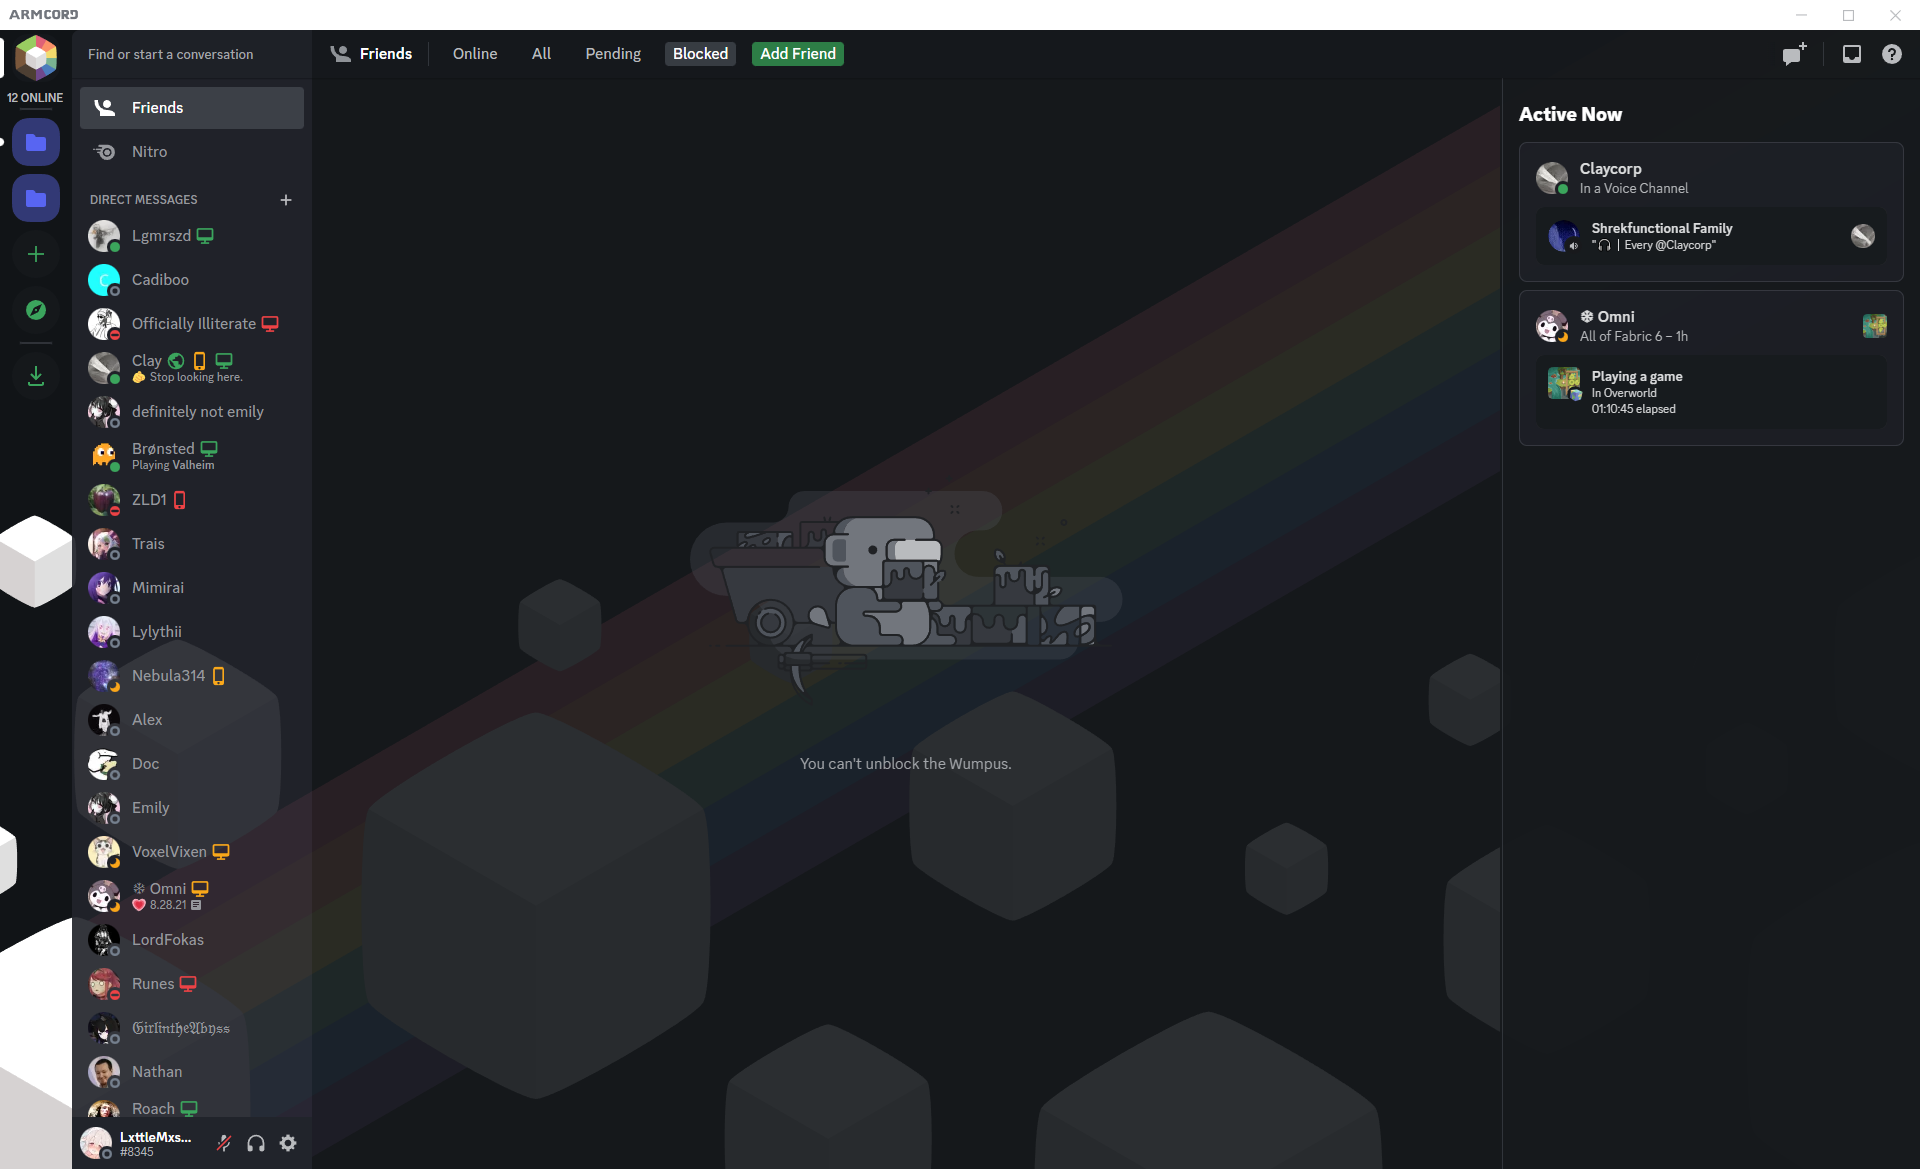 ARMCORD
12 ONLINE
Find or start a conversation
Friends
Nitro
DIRECT MESSAGES
Lgmrszd
C
Cadiboo
Officially Illiterate
Clay
Stop looking here.
definitely not emily
Brønsted
Playing Valheim
ZLD1
Trais
Mimirai
Lylythii
Nebula314
Alex
Doc
Emily
VoxelVixen
❄ Omni
8.28.21
LordFokas
Runes
𝔊𝔦𝔯𝔩𝔦𝔫𝔱𝔥𝔢𝔄𝔟𝔶𝔰𝔰
Nathan
Roach
LxttleMxs...
#8345
Friends
Online
All
Pending
Blocked
Add Friend
You can't unblock the Wumpus.
Active Now
Claycorp
In a Voice Channel
Shrekfunctional Family
"🎧 | Every @Claycorp"
❄ Omni
All of Fabric 6 – 1h
Playing a game
In Overworld
01:10:45 elapsed